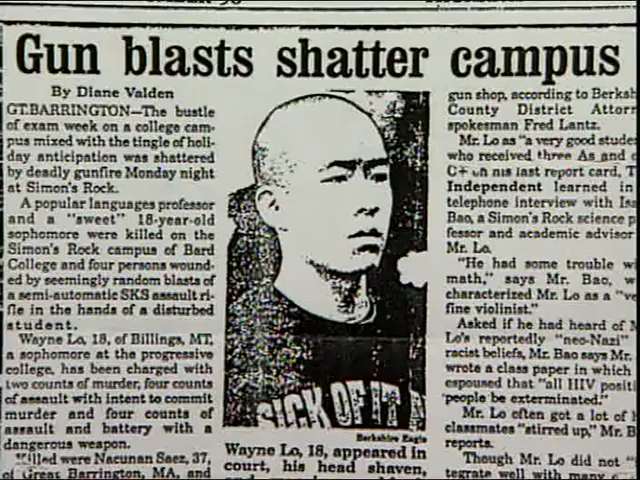 Gun blasts shatter campus
By Diane Valden
GT.BARRINGTON—The bustle
of exam week on a college cam-
pus mixed with the tingle of holi-
day anticipation was shattered
by deadly gunfire Monday night
at Simon's Rock.
A popular languages professor
and a "sweet" 18-year-old
sophomore were killed on the
Simon's Rock campus of Bard
College and four persons wound-
ed by seemingly random blasts of
a semi-automatic SKS assault ri-
fle in the hands of a disturbed
student.
Wayne Lo, 18, of Billings, MT,
a sophomore at the progressive
college, has been charged with
two counts of murder, four counts
of assault with intent to commit
murder and four counts of
assault and battery with a
dangerous weapon.
Killed were Nacunan Saez, 37,
of Great Barrington, MA, and
SICK OF IT A
Berkshire Eagle
Wayne Lo, 18, appeared in
court, his head shaven,
gun shop, according to Berksh
County District Attor
spokesman Fred Lantz.
Mr. Lo as "a very good stude
who received three As and
C+ on his last report card, T
Independent learned in
telephone interview with Isa
Bao, a Simon's Rock science p
fessor and academic advisor
Mr. Lo.
"He had some trouble w
math," says Mr. Bao, w
characterized Mr. Lo as a "ve
fine violinist."
Asked if he had heard of
Lo's reportedly "neo-Nazi"
racist beliefs, Mr. Bao says Mr.
wrote a class paper in which
espoused that "all HIV posit
people be exterminated."
Mr. Lo often got a lot of
classmates "stirred up," Mr. B
reports.
Though Mr. Lo did not "
tegrate well with many